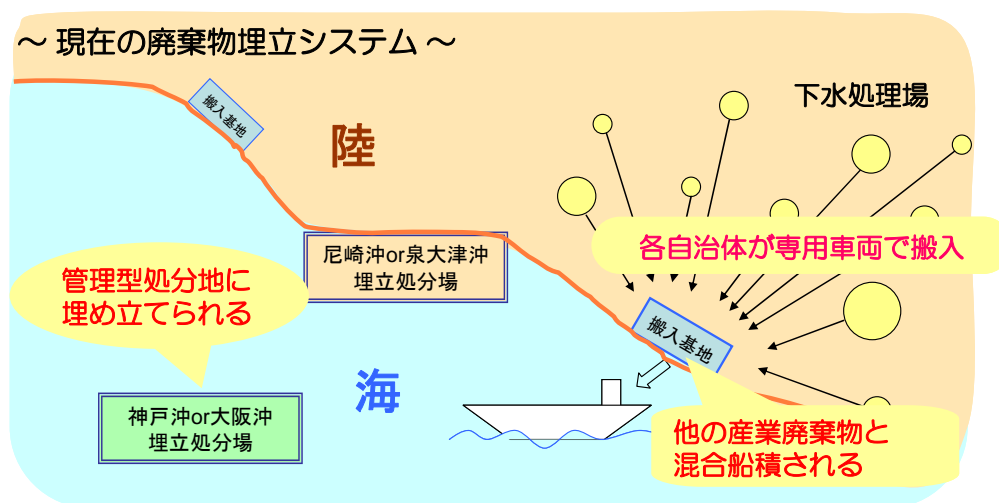 ～ 現在の廃棄物埋立システム ～
搬入基地
陸
下水処理場
各自治体が専用車両で搬入
尼崎沖or泉大津沖
埋立処分場
管理型処分地に
埋め立てられる
搬入基地
海
神戸沖or大阪沖
埋立処分場
他の産業廃棄物と
混合船積される